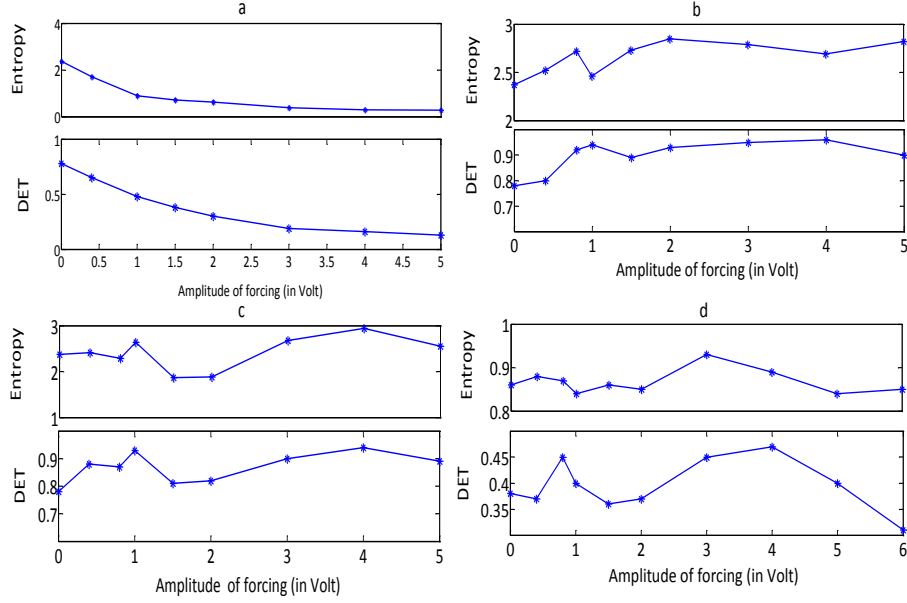 a
4
2
0
Entropy
1
0.5
0
DET
0 0.5 1 1.5 2 2.5 3 3.5 4 4.5 5
Amplitude of forcing (in Volt)
b
3
2.5
2
Entropy
1
0.9
0.8
0.7
DET
0 1 2 3 4 5
Amplitude of forcing (in Volt)
c
3
2
1
Entropy
0.9
0.8
0.7
DET
0 1 2 3 4 5
Amplitude of forcing (in Volt)
d
1
0.9
0.8
Entropy
0.45
0.4
0.35
DET
0 1 2 3 4 5 6
Amplitude of forcing (in Volt)